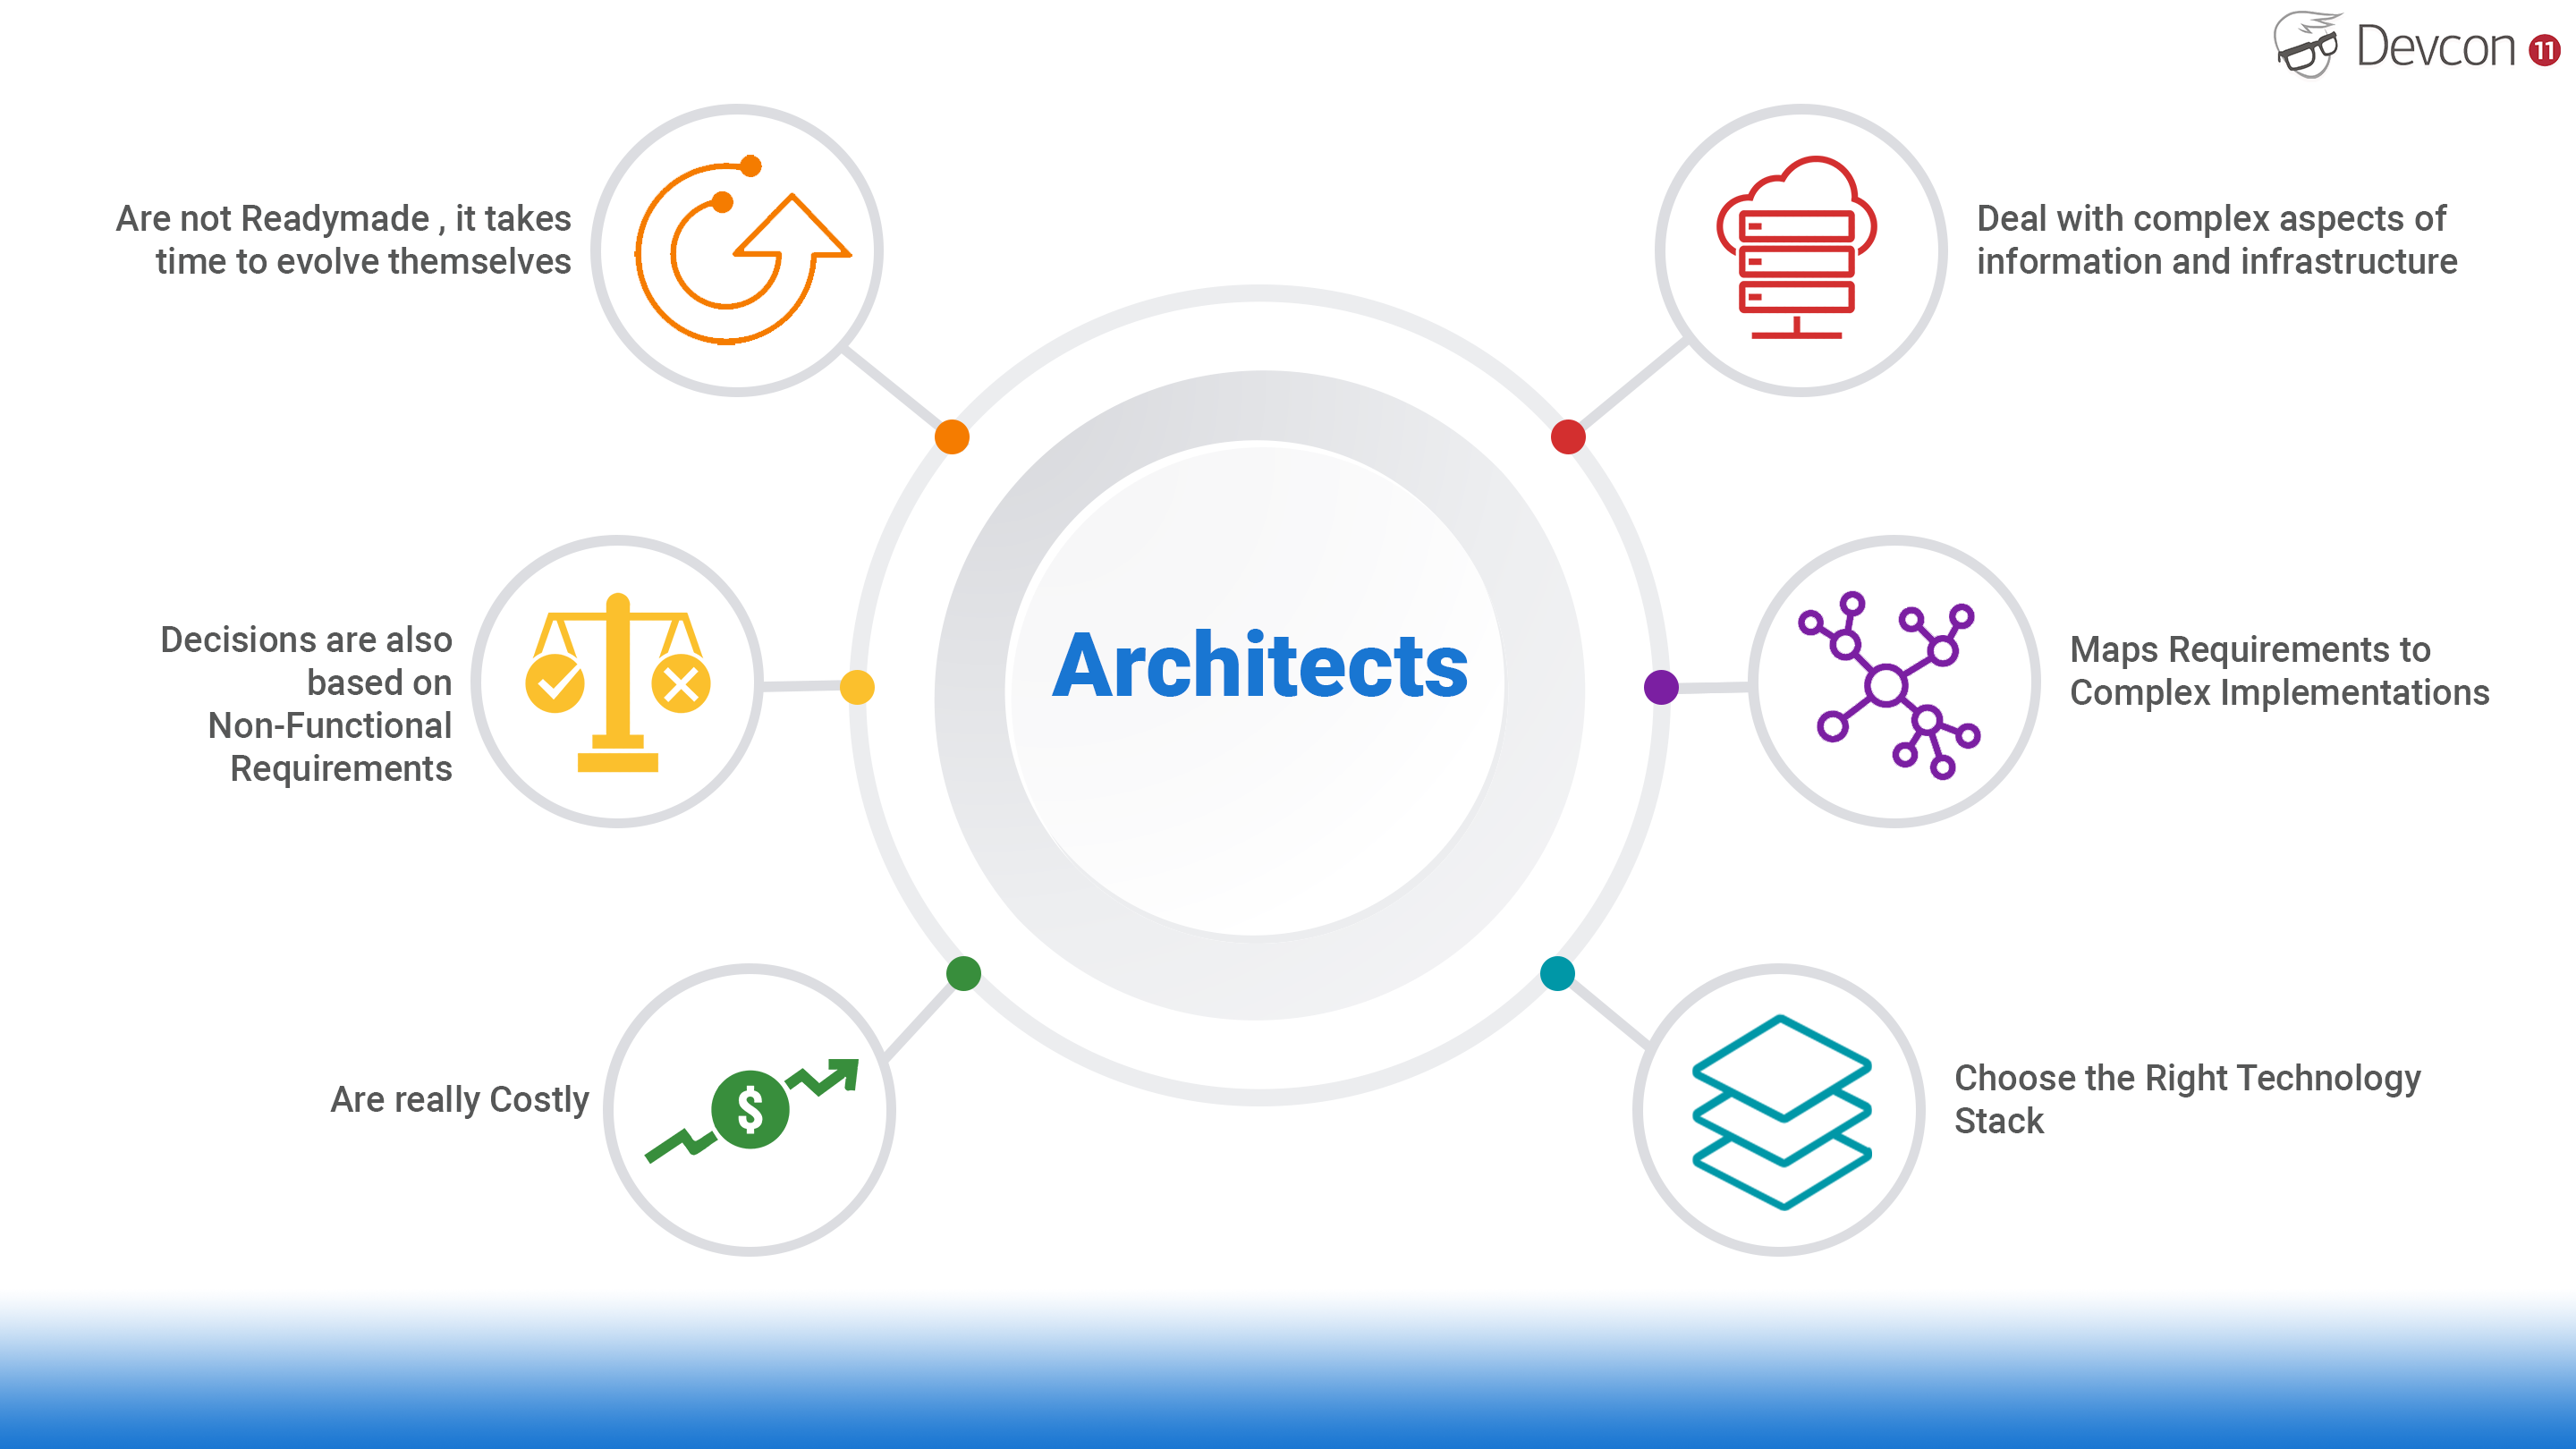 Devcon 11
Are not Readymade , it takes
time to evolve themselves
Deal with complex aspects of
information and infrastructure
Decisions are also
based on
Non-Functional
Requirements
Architects
Maps Requirements to
Complex Implementations
Are really Costly
$
Choose the Right Technology
Stack